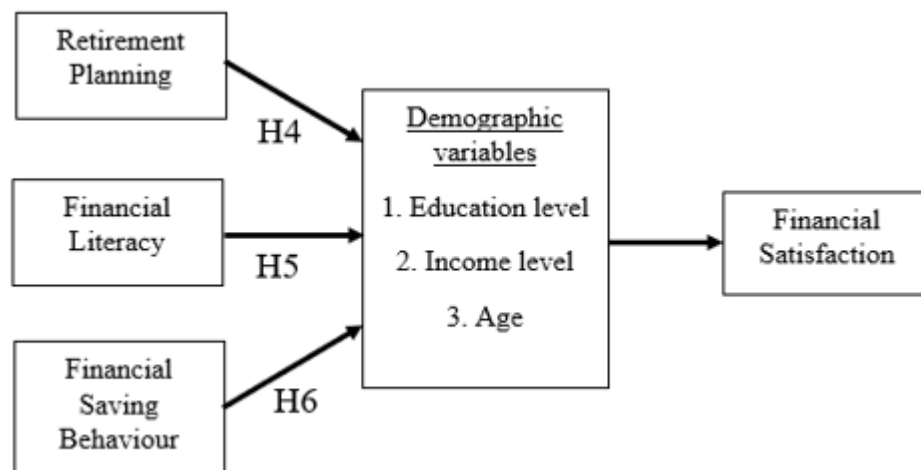 Retirement
Planning
H4
Financial
Literacy
H5
Financial
Saving
Behaviour
H6
Demographic
variables
1. Education level
2. Income level
3. Age
Financial
Satisfaction